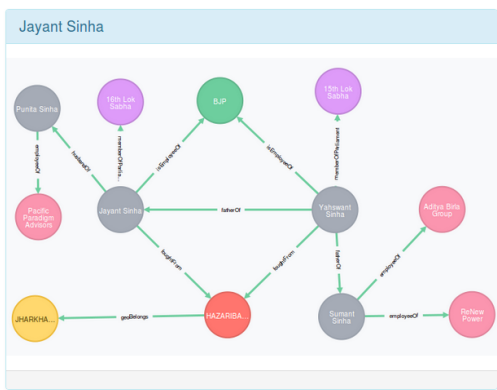 Jayant Sinha
Punita Sinha
16th Lok
Sabha
BJP
15th Lok
Sabha
employeeOf
husbandOf
memberOfParlia...
isEmployeeOf
isEmployeeOf
memberOfParliament
Pacific
Paradigm
Advisors
Jayant Sinha
fatherOf
Yahswant
Sinha
Aditya Birla
Group
foughtFrom
foughtFrom
fatherOf
employeeOf
JHARKHA...
geoBelongs
HAZARIBA...
Sumant
Sinha
employeeOf
ReNew
Power